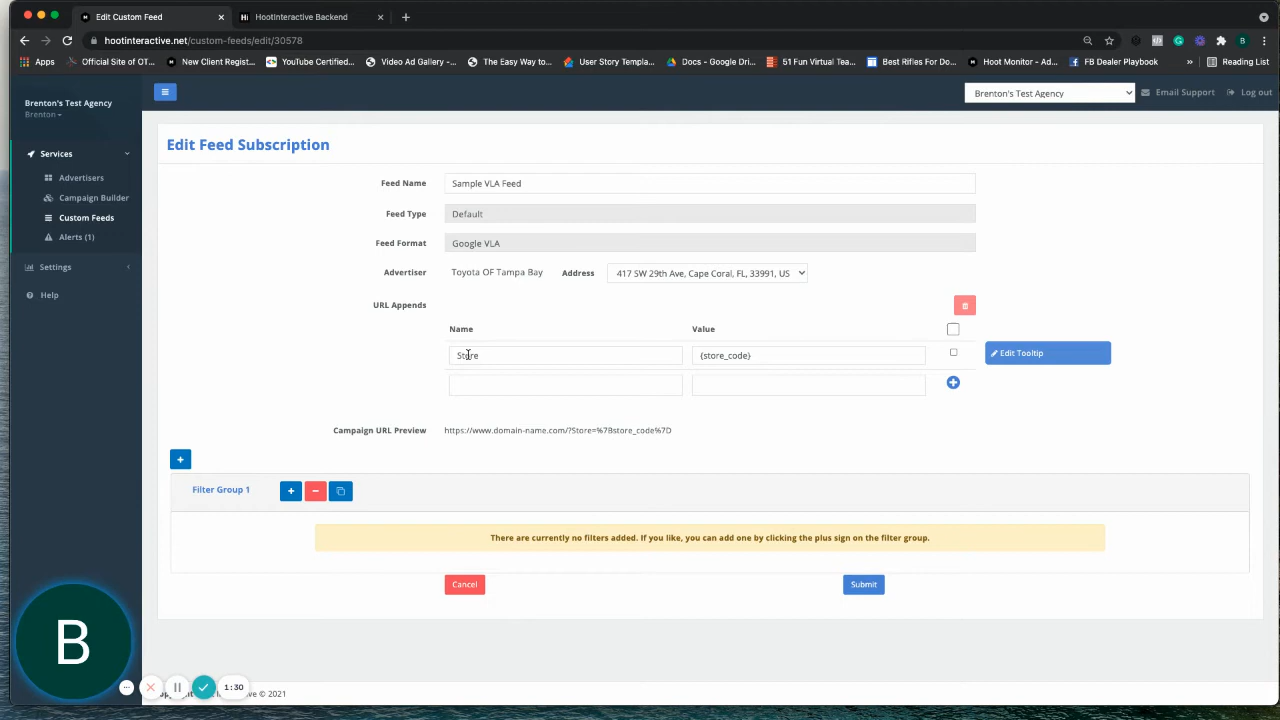 Edit Custom Feed
HootInteractive Backend
hootinteractive.net/custom-feeds/edit/30578
B
Apps
Official Site of OT...
New Client Regist...
YouTube Certified...
Video Ad Gallery -...
The Easy Way to...
User Story Templa...
Docs - Google Dri...
51 Fun Virtual Tea...
Best Rifles For Do...
Hoot Monitor - Ad...
FB Dealer Playbook
»
Reading List
Brenton's Test Agency
Brenton
Brenton's Test Agency
Email Support
Log out
Services
Advertisers
Campaign Builder
Custom Feeds
Alerts (1)
Settings
Help
Edit Feed Subscription
Feed Name
Sample VLA Feed
Feed Type
Default
Feed Format
Google VLA
Advertiser
Toyota OF Tampa Bay
Address
417 SW 29th Ave, Cape Coral, FL, 33991, US
URL Appends
Name
Value
Store
{store_code}
Edit Tooltip
Campaign URL Preview
https://www.domain-name.com/?Store=%7Bstore_code%7D
Filter Group 1
There are currently no filters added. If you like, you can add one by clicking the plus sign on the filter group.
Cancel
Submit
B
1:30
© 2021